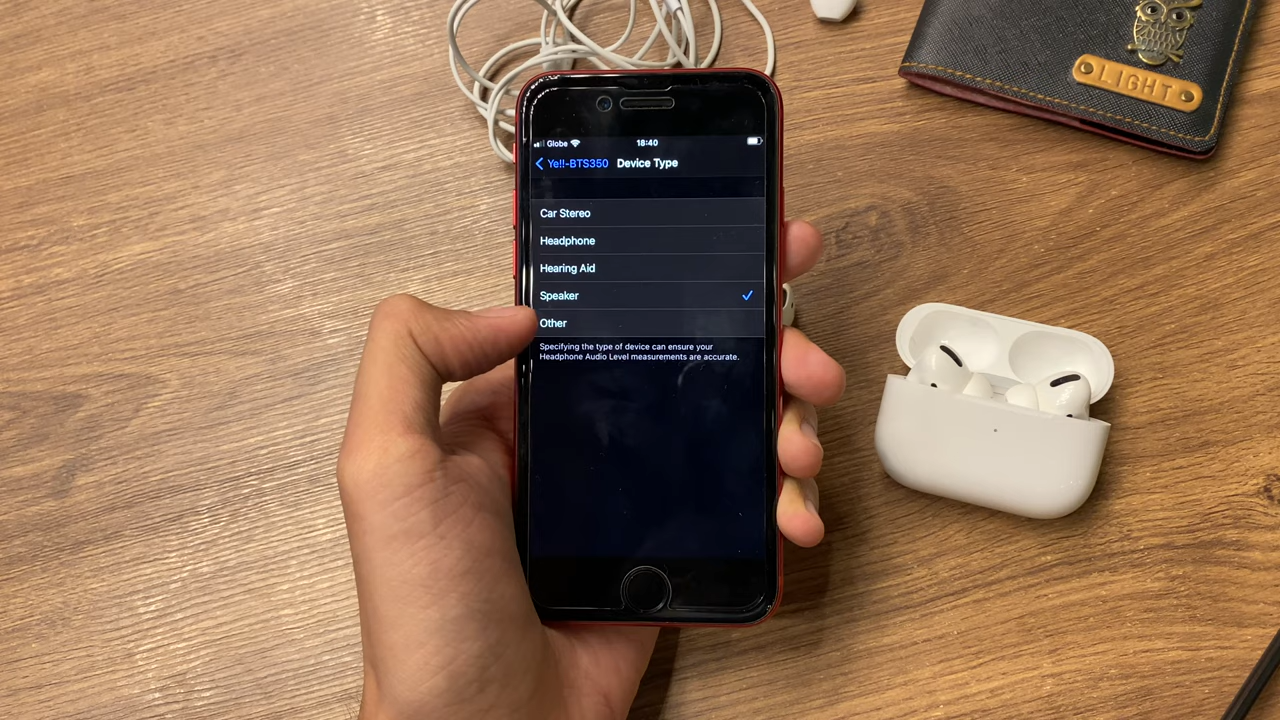 LIGHT
Globe 18:40
Ye!!-BTS350 Device Type
Car Stereo
Headphone
Hearing Aid
Speaker
Other
Specifying the type of device can ensure your
Headphone Audio Level measurements are accurate.